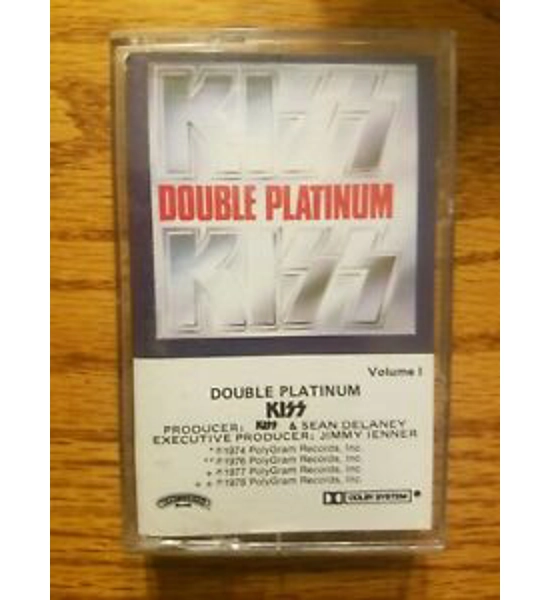 KISS
DOUBLE PLATINUM
KISS
Volume I
DOUBLE PLATINUM
KISS
PRODUCER: KISS & SEAN DELANEY
EXECUTIVE PRODUCER: JIMMY IENNER
*℗1974 PolyGram Records, Inc.
**℗1976 PolyGram Records, Inc.
+ ℗1977 PolyGram Records, Inc.
+ + ℗1978 PolyGram Records, Inc.
DOLBY SYSTEM